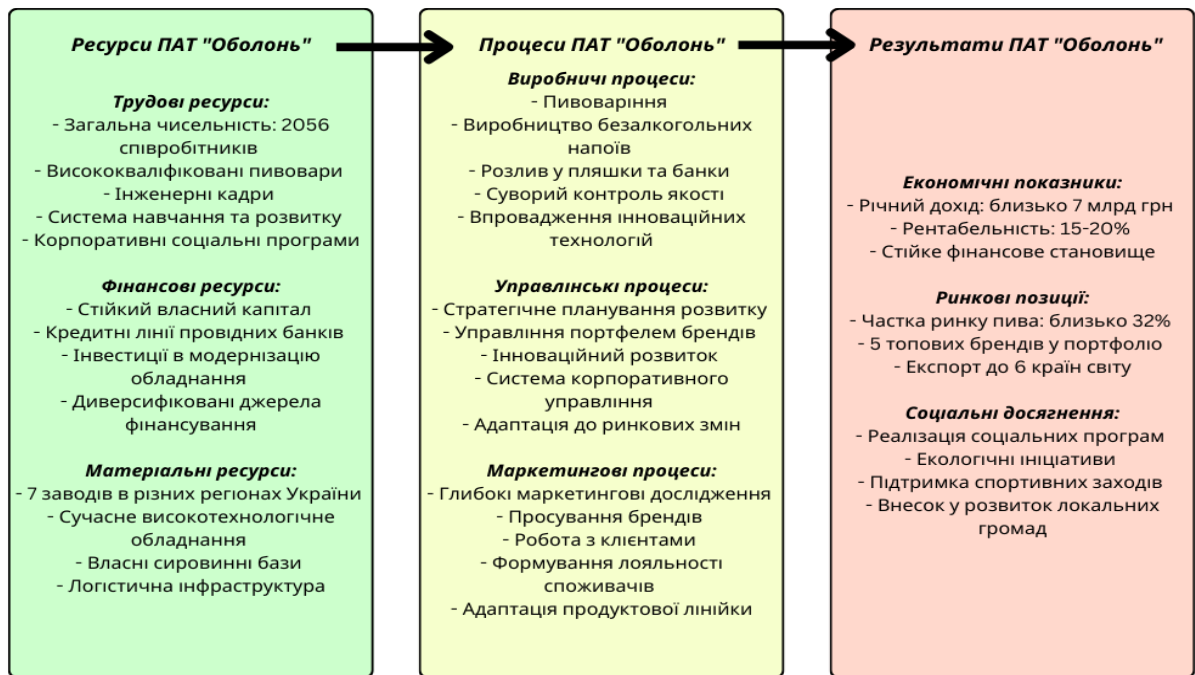 Ресурси ПАТ "Оболонь"
Трудові ресурси:
- Загальна чисельність: 2056
співробітників
- Висококваліфіковані пивовари
- Інженерні кадри
- Система навчання та розвитку
- Корпоративні соціальні програми
Фінансові ресурси:
- Стійкий власний капітал
- Кредитні лінії провідних банків
- Інвестиції в модернізацію
обладнання
- Диверсифіковані джерела
фінансування
Матеріальні ресурси:
- 7 заводів в різних регіонах України
- Сучасне високотехнологічне
обладнання
- Власні сировинні бази
- Логістична інфраструктура
Процеси ПАТ "Оболонь"
Виробничі процеси:
- Пивоваріння
- Виробництво безалкогольних
напоїв
- Розлив у пляшки та банки
- Суворий контроль якості
- Впровадження інноваційних
технологій
Управлінські процеси:
- Стратегічне планування розвитку
- Управління портфелем брендів
- Інноваційний розвиток
- Система корпоративного
управління
- Адаптація до ринкових змін
Маркетингові процеси:
- Глибокі маркетингові дослідження
- Просування брендів
- Робота з клієнтами
- Формування лояльності
споживачів
- Адаптація продуктової лінійки
Результати ПАТ "Оболонь"
Економічні показники:
- Річний дохід: близько 7 млрд грн
- Рентабельність: 15-20%
- Стійке фінансове становище
Ринкові позиції:
- Частка ринку пива: близько 32%
- 5 топових брендів у портфоліо
- Експорт до 6 країн світу
Соціальні досягнення:
- Реалізація соціальних програм
- Екологічні ініціативи
- Підтримка спортивних заходів
- Внесок у розвиток локальних
громад